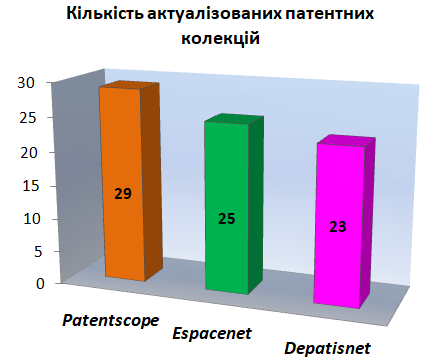 Кількість актуалізованих патентних
колекцій
30
25
20
15
10
5
0
29
25
23
Patentscope
Espacenet
Depatisnet